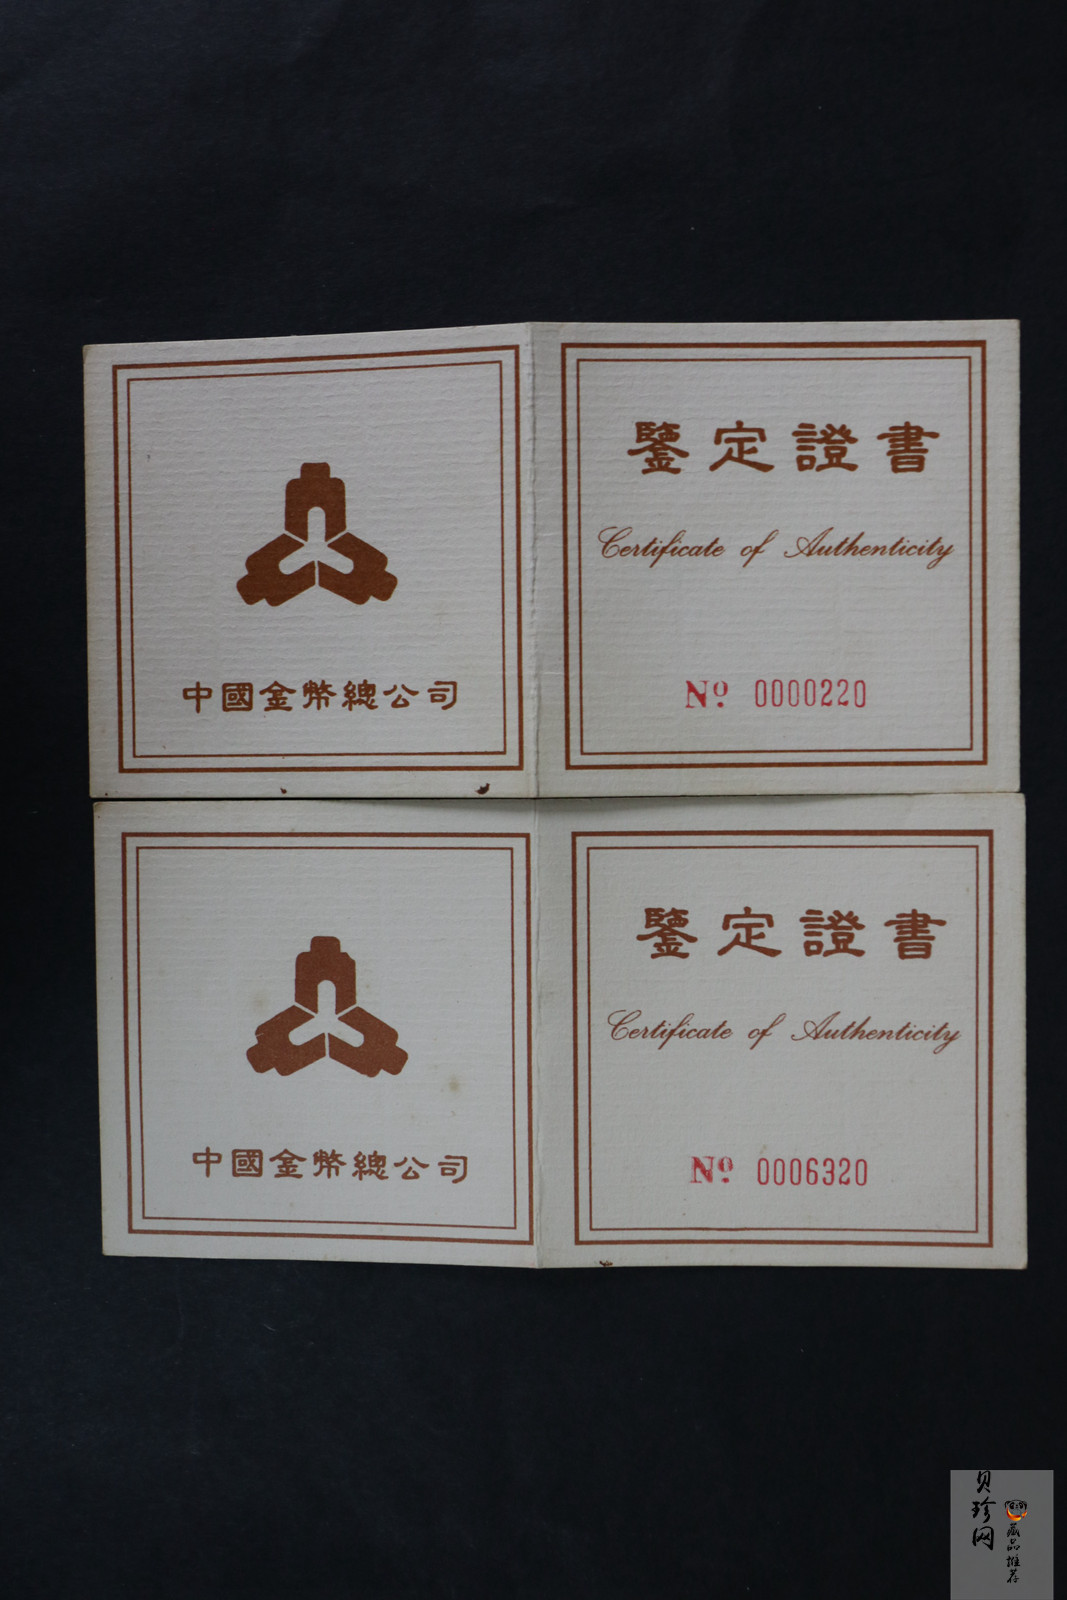 中國金幣總公司
鑒定證書
Certificate of Authenticity
Nº 0000220
中國金幣總公司
鑒定證書
Certificate of Authenticity
Nº 0006320
贝珍网
藏品推荐